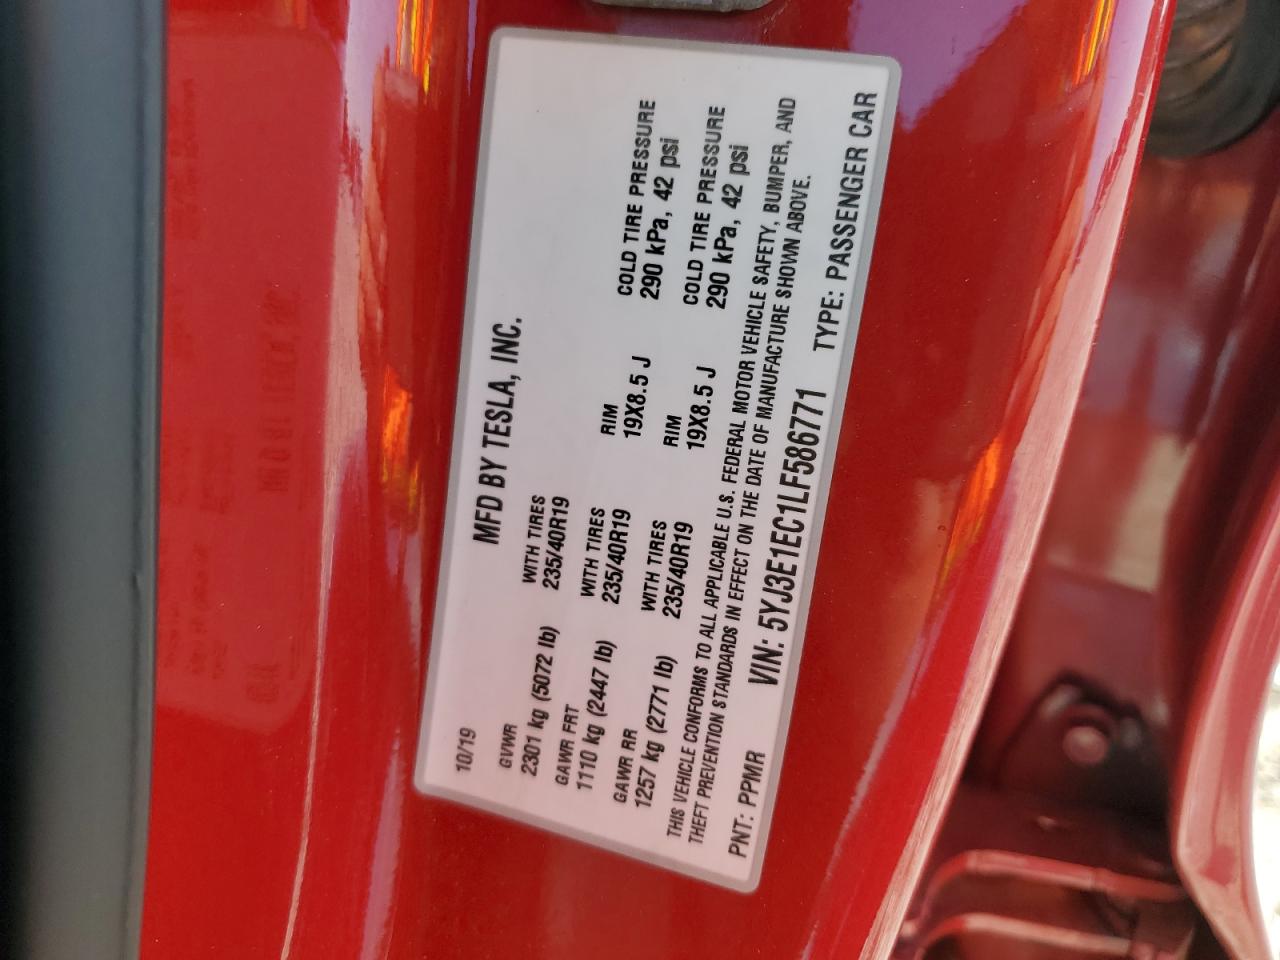 MFD BY TESLA, INC.
10/19
GVWR
2301 kg (5072 lb)
WITH TIRES
235/40R19
GAWR FRT
1110 kg (2447 lb)
WITH TIRES
235/40R19
RIM
19X8.5 J
COLD TIRE PRESSURE
290 kPa, 42 psi
GAWR RR
1257 kg (2771 lb)
WITH TIRES
235/40R19
RIM
19X8.5 J
COLD TIRE PRESSURE
290 kPa, 42 psi
THIS VEHICLE CONFORMS TO ALL APPLICABLE U.S. FEDERAL MOTOR VEHICLE SAFETY, BUMPER, AND
THEFT PREVENTION STANDARDS IN EFFECT ON THE DATE OF MANUFACTURE SHOWN ABOVE.
PNT: PPMR VIN: 5YJ3E1EC1LF586771 TYPE: PASSENGER CAR